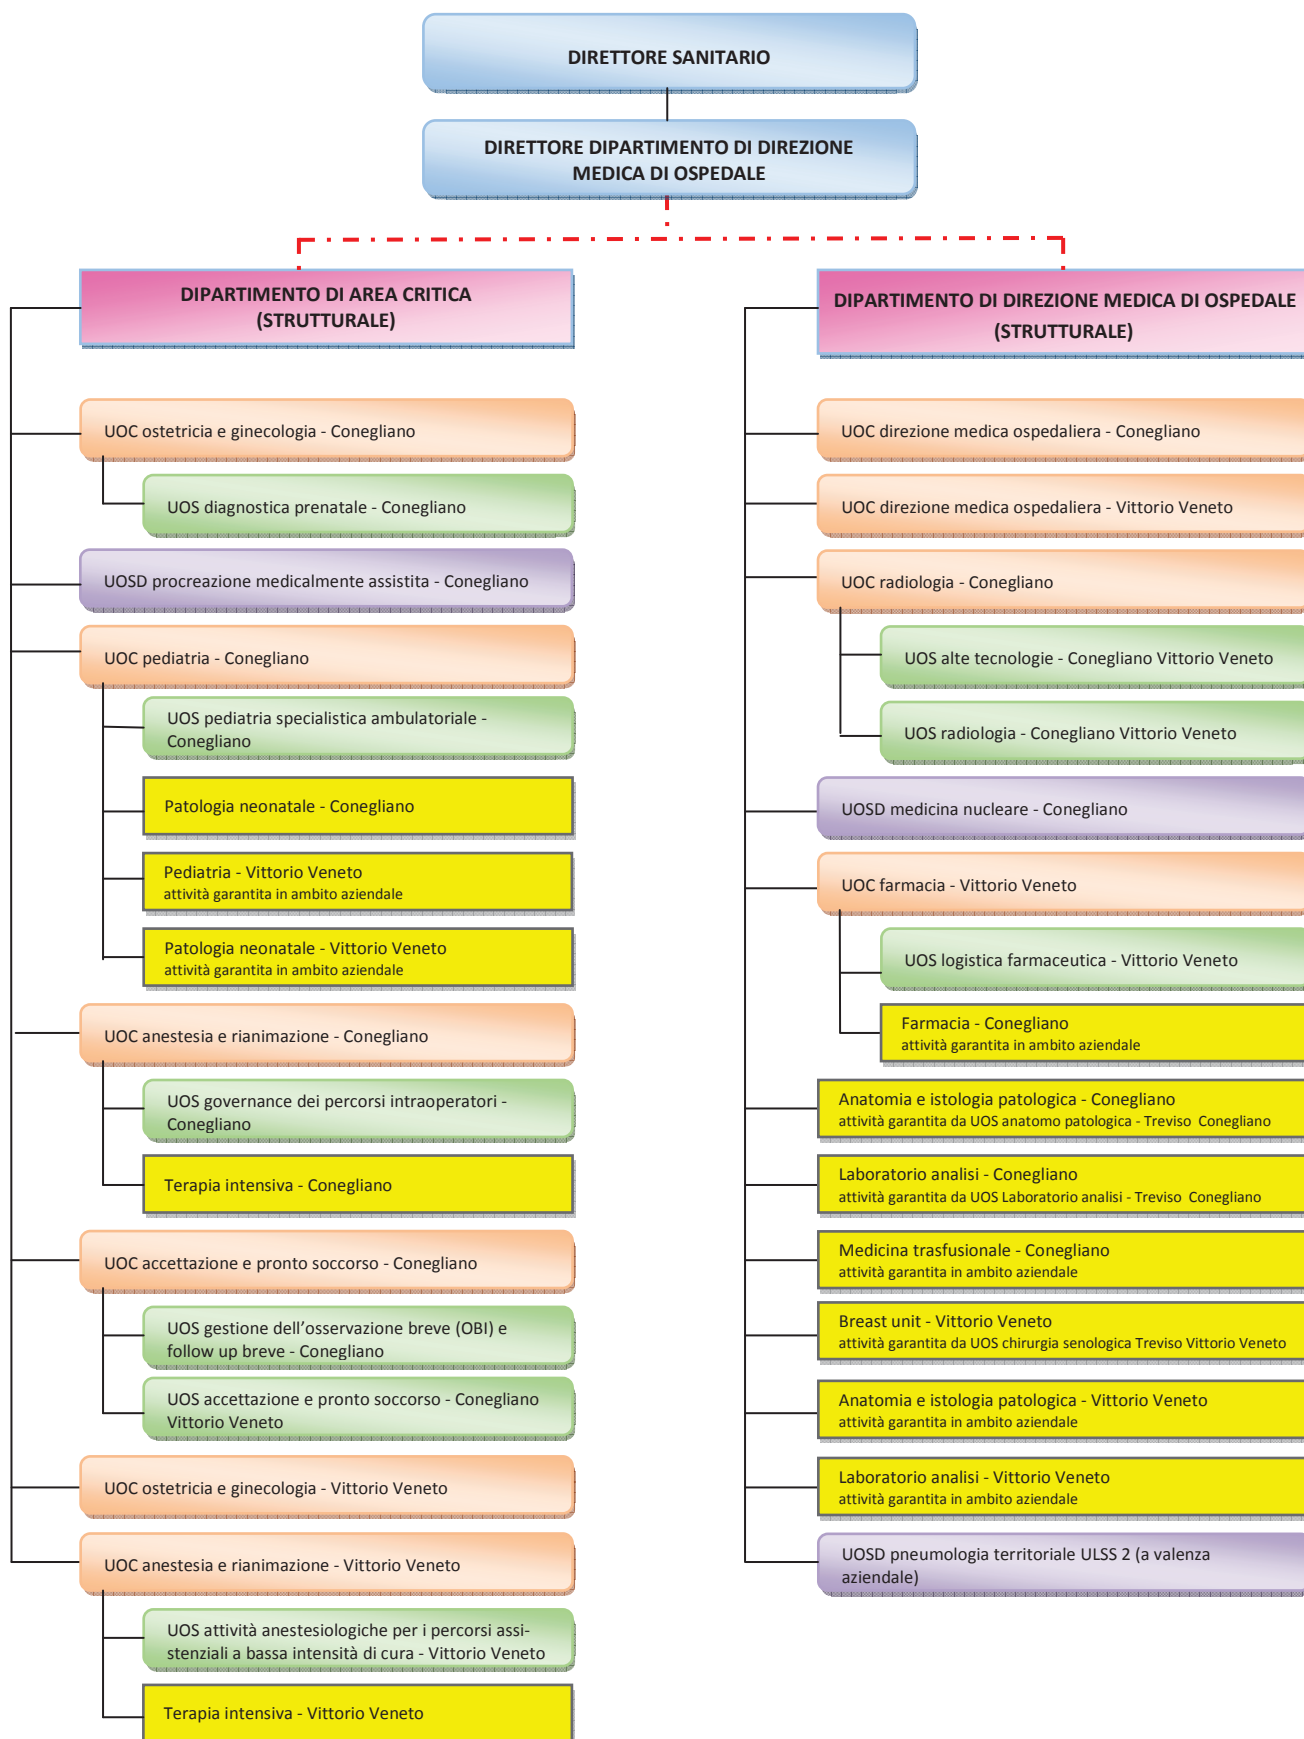 DIRETTORE SANITARIO
DIRETTORE DIPARTIMENTO DI DIREZIONE
MEDICA DI OSPEDALE
DIPARTIMENTO DI AREA CRITICA
(STRUTTURALE)
UOC ostetricia e ginecologia - Conegliano
UOS diagnostica prenatale - Conegliano
UOSD procreazione medicalmente assistita - Conegliano
UOC pediatria - Conegliano
UOS pediatria specialistica ambulatoriale -
Conegliano
Patologia neonatale - Conegliano
Pediatria - Vittorio Veneto
attività garantita in ambito aziendale
Patologia neonatale - Vittorio Veneto
attività garantita in ambito aziendale
UOC anestesia e rianimazione - Conegliano
UOS governance dei percorsi intraoperatori -
Conegliano
Terapia intensiva - Conegliano
UOC accettazione e pronto soccorso - Conegliano
UOS gestione dell’osservazione breve (OBI) e
follow up breve - Conegliano
UOS accettazione e pronto soccorso - Conegliano
Vittorio Veneto
UOC ostetricia e ginecologia - Vittorio Veneto
UOC anestesia e rianimazione - Vittorio Veneto
UOS attività anestesiologiche per i percorsi assi-
stenziali a bassa intensità di cura - Vittorio Veneto
Terapia intensiva - Vittorio Veneto
DIPARTIMENTO DI DIREZIONE MEDICA DI OSPEDALE
(STRUTTURALE)
UOC direzione medica ospedaliera - Conegliano
UOC direzione medica ospedaliera - Vittorio Veneto
UOC radiologia - Conegliano
UOS alte tecnologie - Conegliano Vittorio Veneto
UOS radiologia - Conegliano Vittorio Veneto
UOSD medicina nucleare - Conegliano
UOC farmacia - Vittorio Veneto
UOS logistica farmaceutica - Vittorio Veneto
Farmacia - Conegliano
attività garantita in ambito aziendale
Anatomia e istologia patologica - Conegliano
attività garantita da UOS anatomo patologica - Treviso Conegliano
Laboratorio analisi - Conegliano
attività garantita da UOS Laboratorio analisi - Treviso Conegliano
Medicina trasfusionale - Conegliano
attività garantita in ambito aziendale
Breast unit - Vittorio Veneto
attività garantita da UOS chirurgia senologica Treviso Vittorio Veneto
Anatomia e istologia patologica - Vittorio Veneto
attività garantita in ambito aziendale
Laboratorio analisi - Vittorio Veneto
attività garantita in ambito aziendale
UOSD pneumologia territoriale ULSS 2 (a valenza
aziendale)